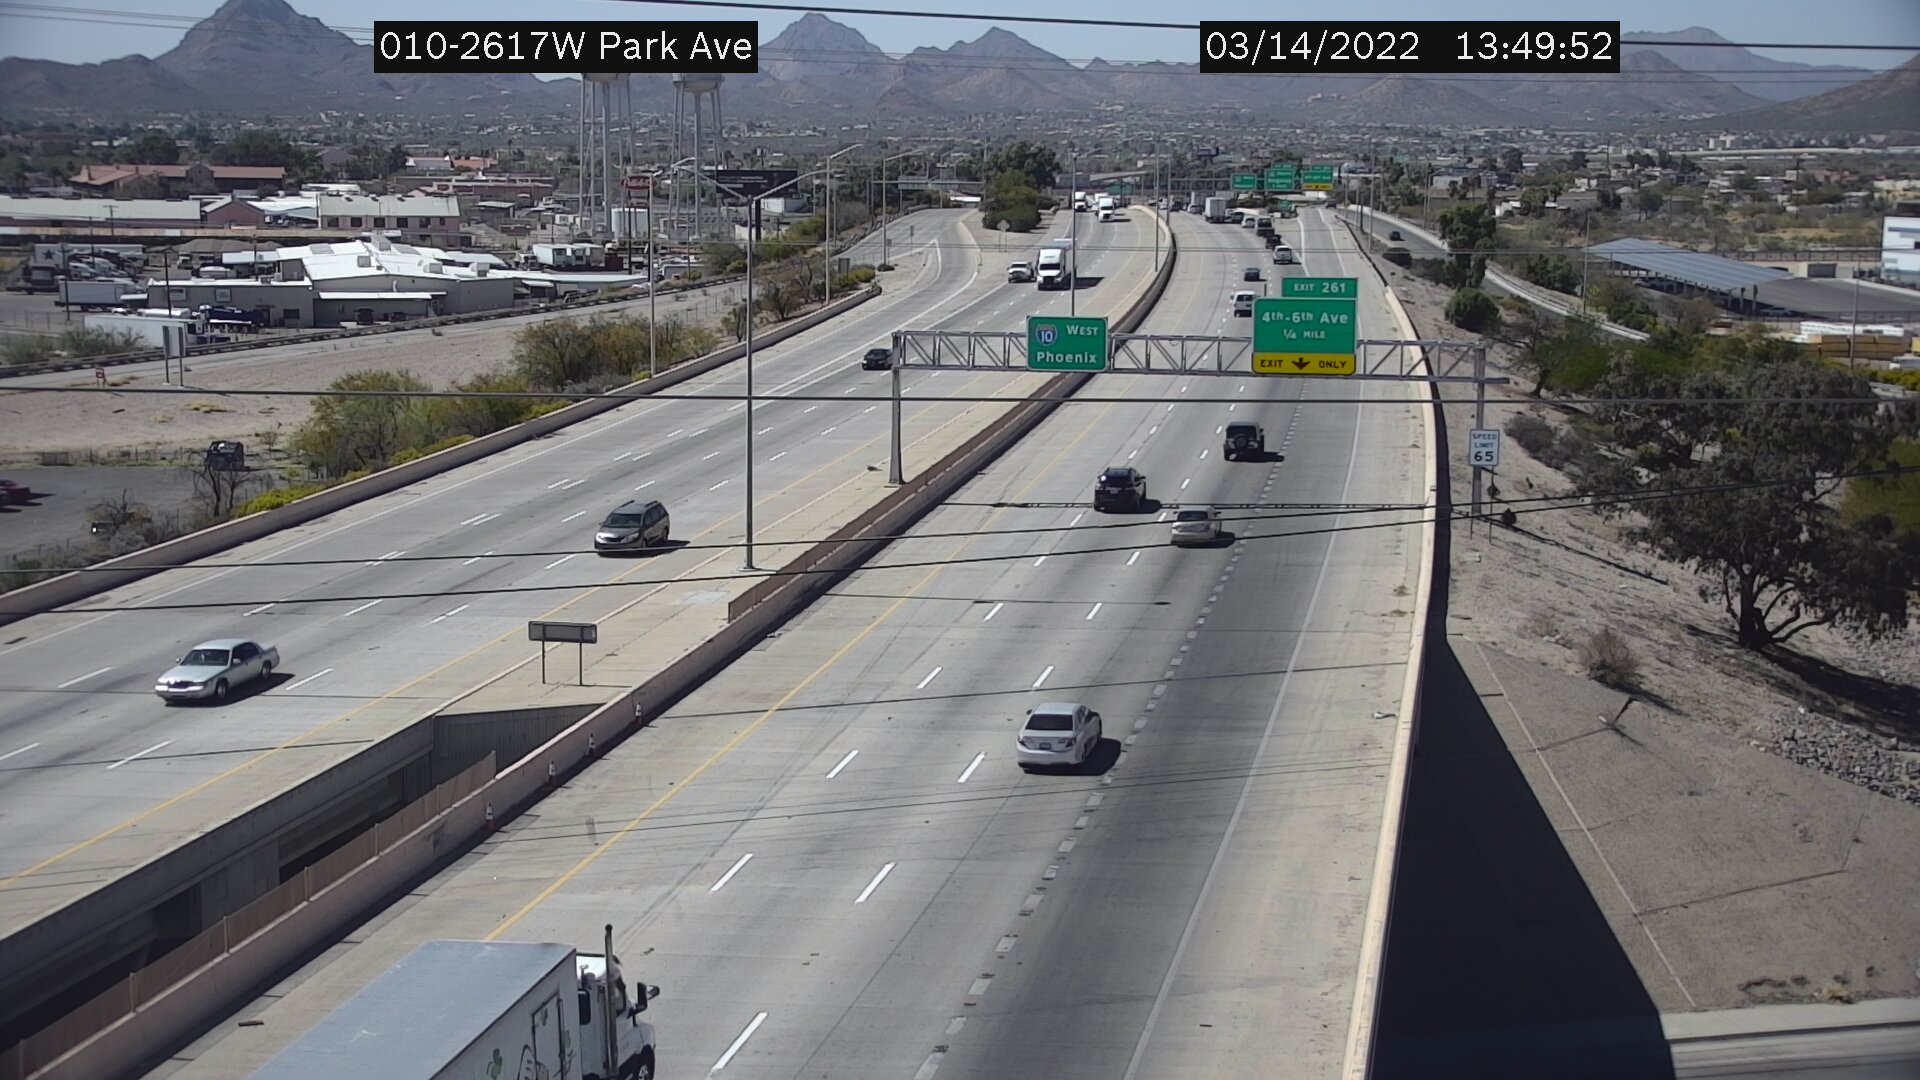 010-2617W Park Ave
03/14/2022 13:49:52
EXIT 261
4th-6th Ave
1/4 MILE
EXIT ONLY
10 WEST
Phoenix
SPEED
LIMIT
65